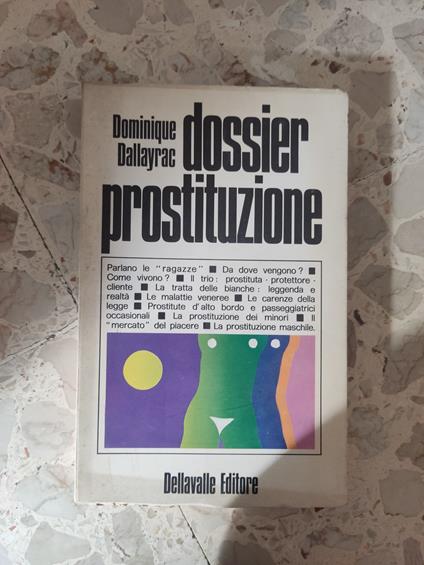 Dominique
Dallayrac
dossier
prostituzione
Parlano le "ragazze" ■ Da dove vengono? ■
Come vivono? ■ Il trio: prostituta - protettore -
cliente ■ La tratta delle bianche: leggenda e
realtà ■ Le malattie veneree ■ Le carenze della
legge ■ Prostitute d'alto bordo e passeggiatrici
occasionali ■ La prostituzione dei minori ■ Il
"mercato" del piacere ■ La prostituzione maschile.
Dellavalle Editore